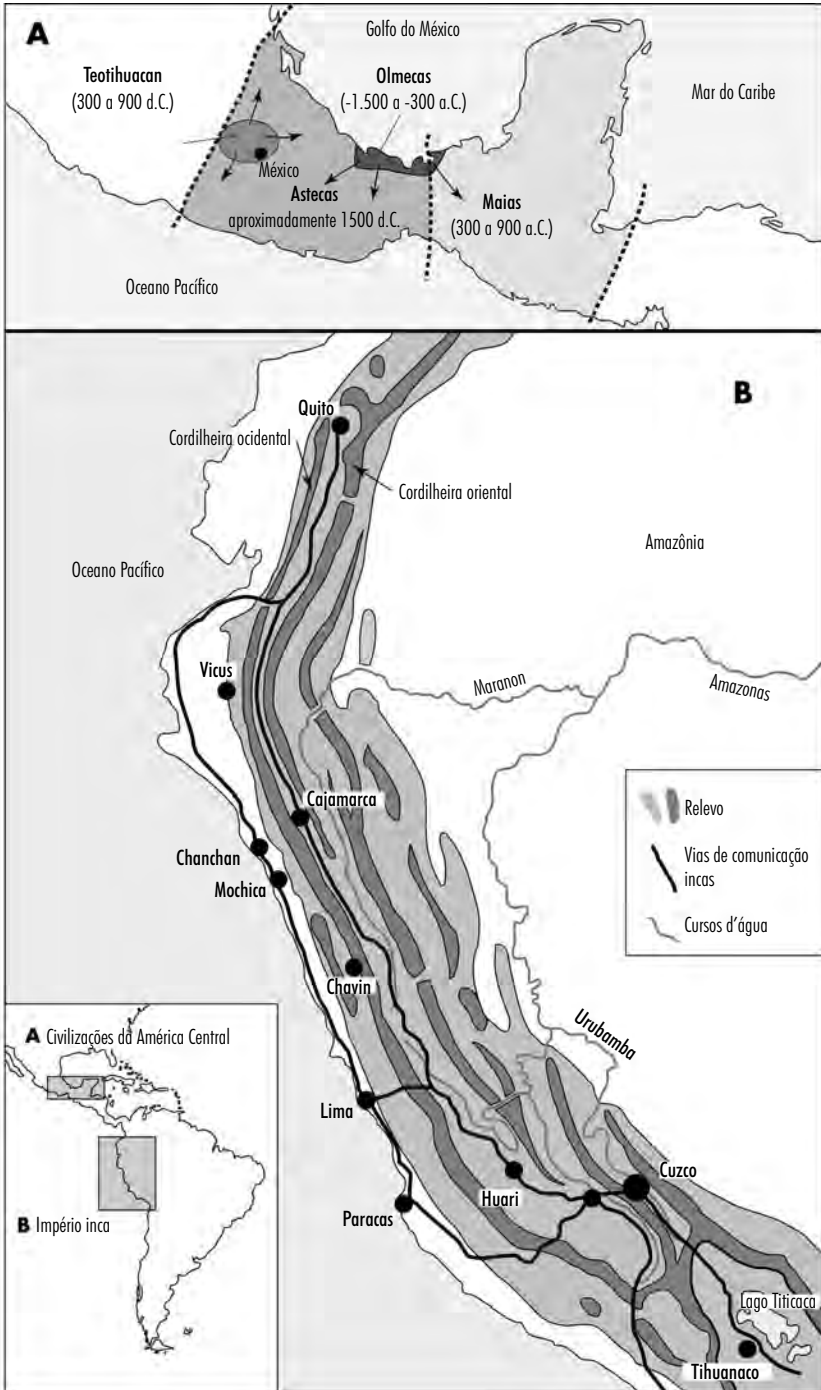 A
Golfo do México
Teotihuacan
(300 a 900 d.C.)
Olmecas
(-1.500 a -300 a.C.)
Mar do Caribe
México
Astecas
aproximadamente 1500 d.C.
Maias
(300 a 900 a.C.)
Oceano Pacífico
B
Quito
Cordilheira ocidental
Cordilheira oriental
Oceano Pacífico
Amazônia
Vicus
Maranon
Amazonas
Cajamarca
Relevo
Vias de comunicação
incas
Cursos d'água
Chanchan
Mochica
Chavin
Urubamba
A Civilizações da América Central
Lima
Cuzco
Huari
Paracas
B Império inca
Lago Titicaca
Tihuanaco